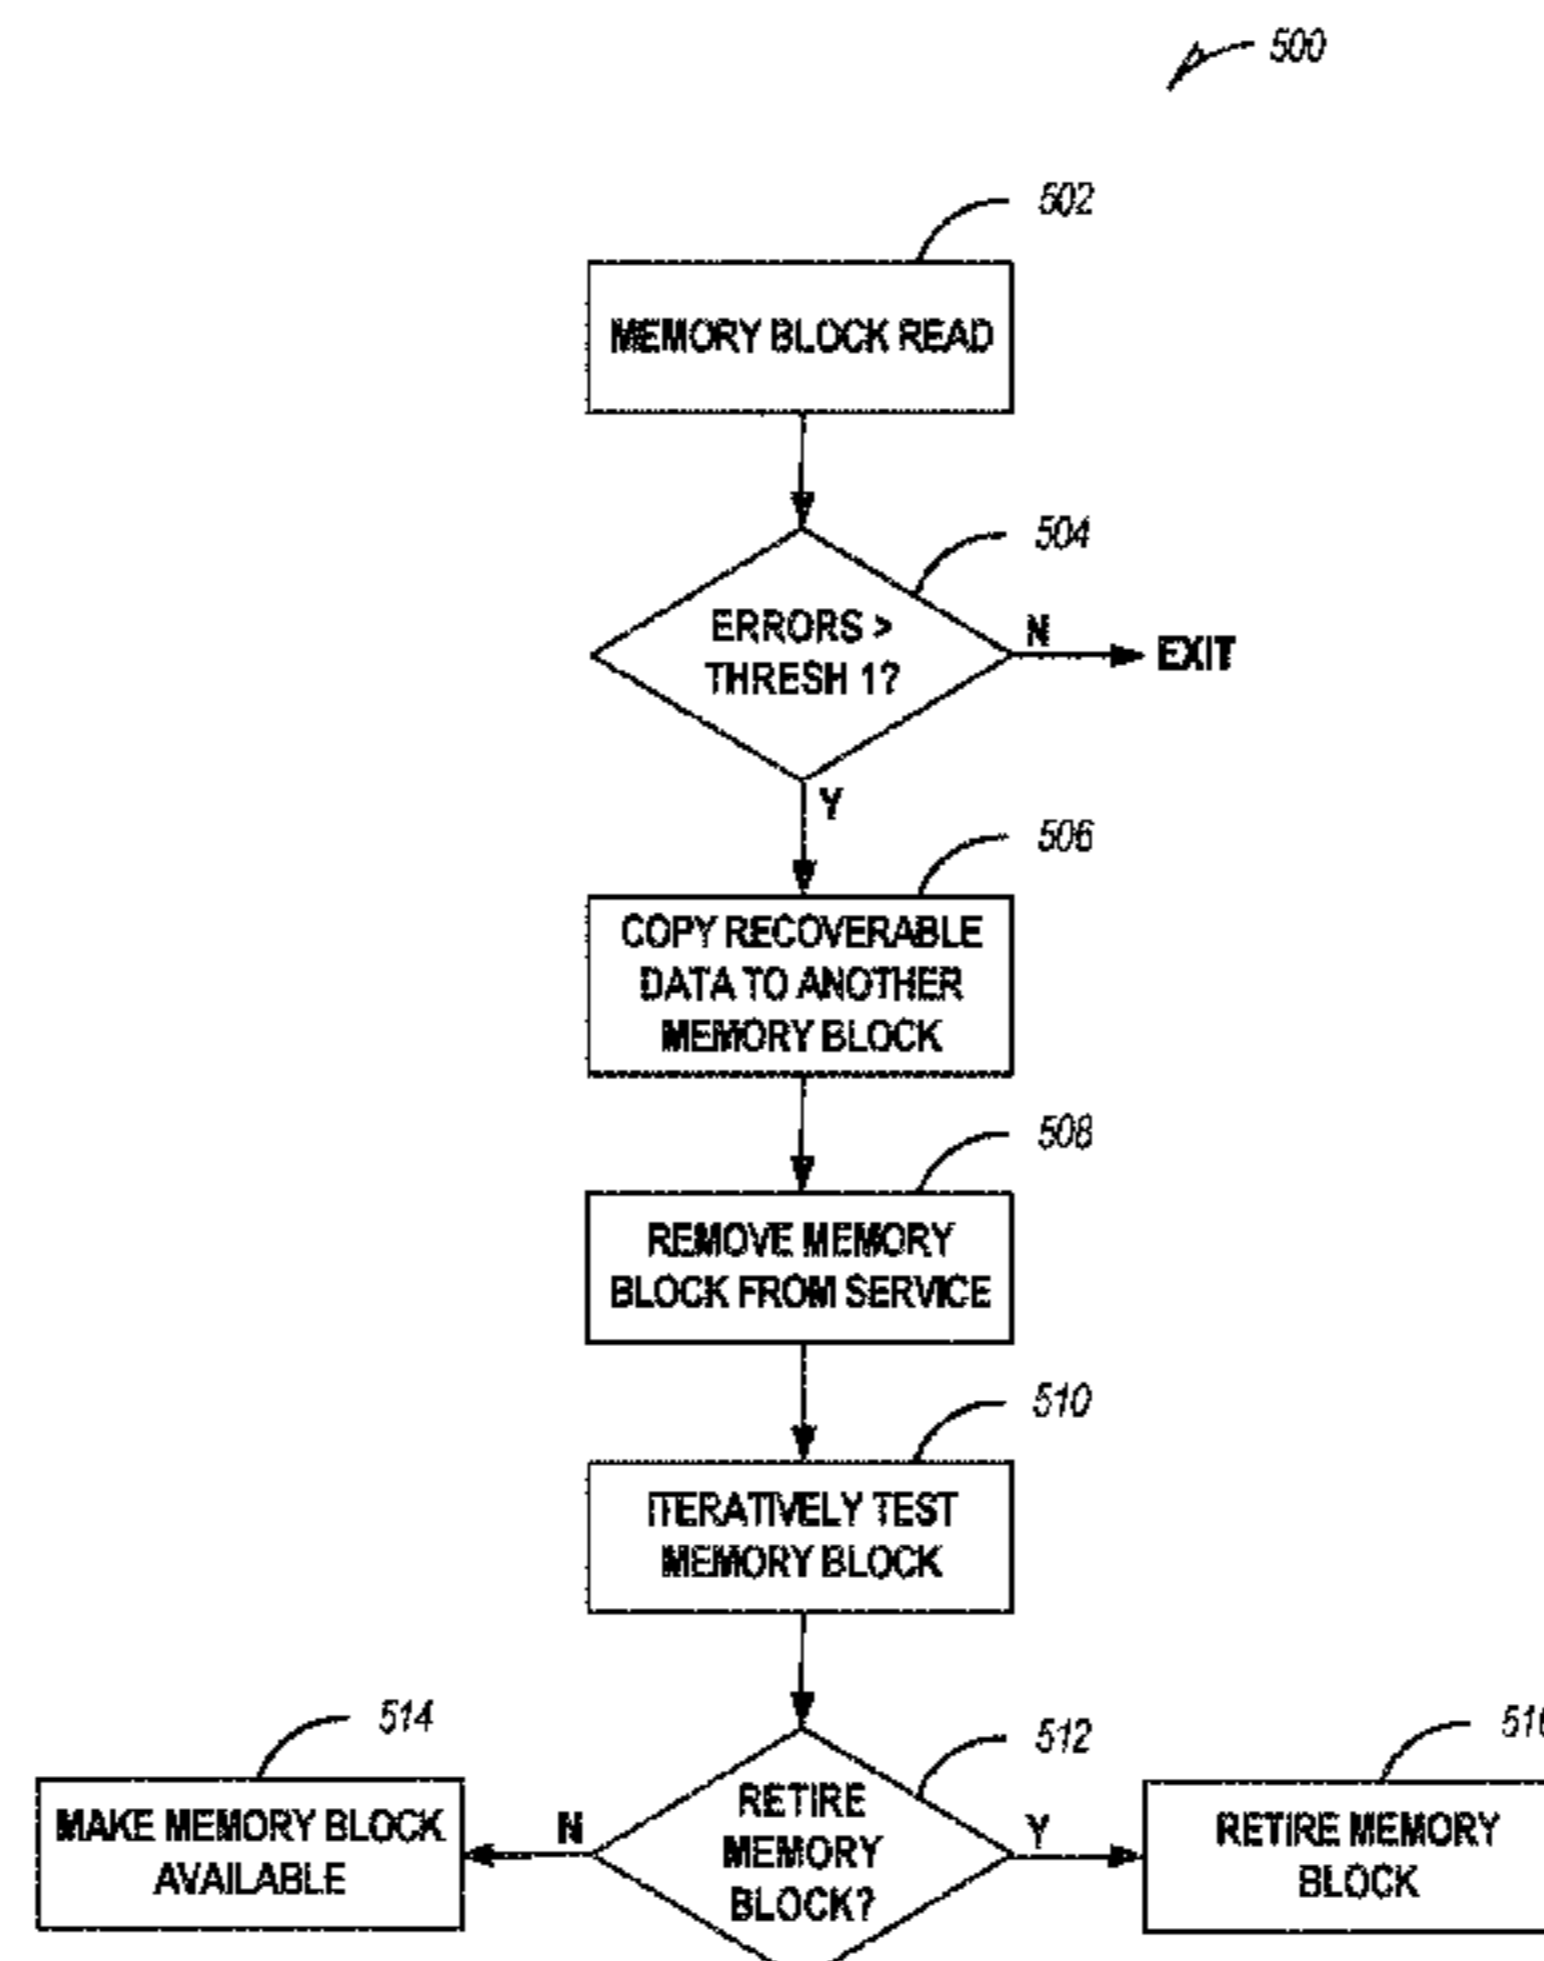 500
502
MEMORY BLOCK READ
504
ERRORS >
THRESH 1?
N
EXIT
Y
506
COPY RECOVERABLE
DATA TO ANOTHER
MEMORY BLOCK
508
REMOVE MEMORY
BLOCK FROM SERVICE
510
ITERATIVELY TEST
MEMORY BLOCK
514
512
MAKE MEMORY BLOCK
AVAILABLE
N
RETIRE
MEMORY
BLOCK?
Y
RETIRE MEMORY
BLOCK